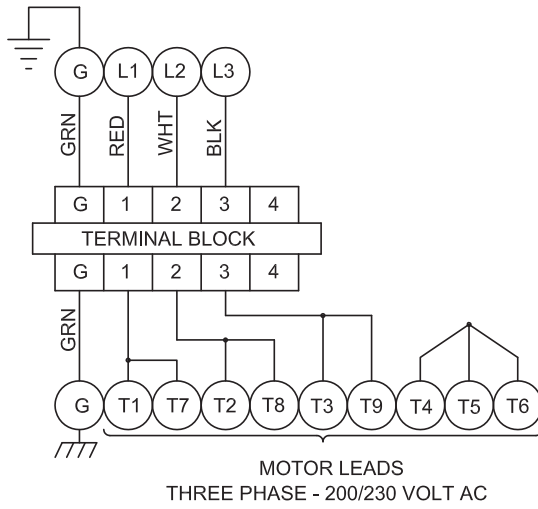 G L1 L2 L3
GRN RED WHT BLK
G 1 2 3 4
TERMINAL BLOCK
G 1 2 3 4
GRN
G T1 T7 T2 T8 T3 T9 T4 T5 T6
MOTOR LEADS
THREE PHASE - 200/230 VOLT AC